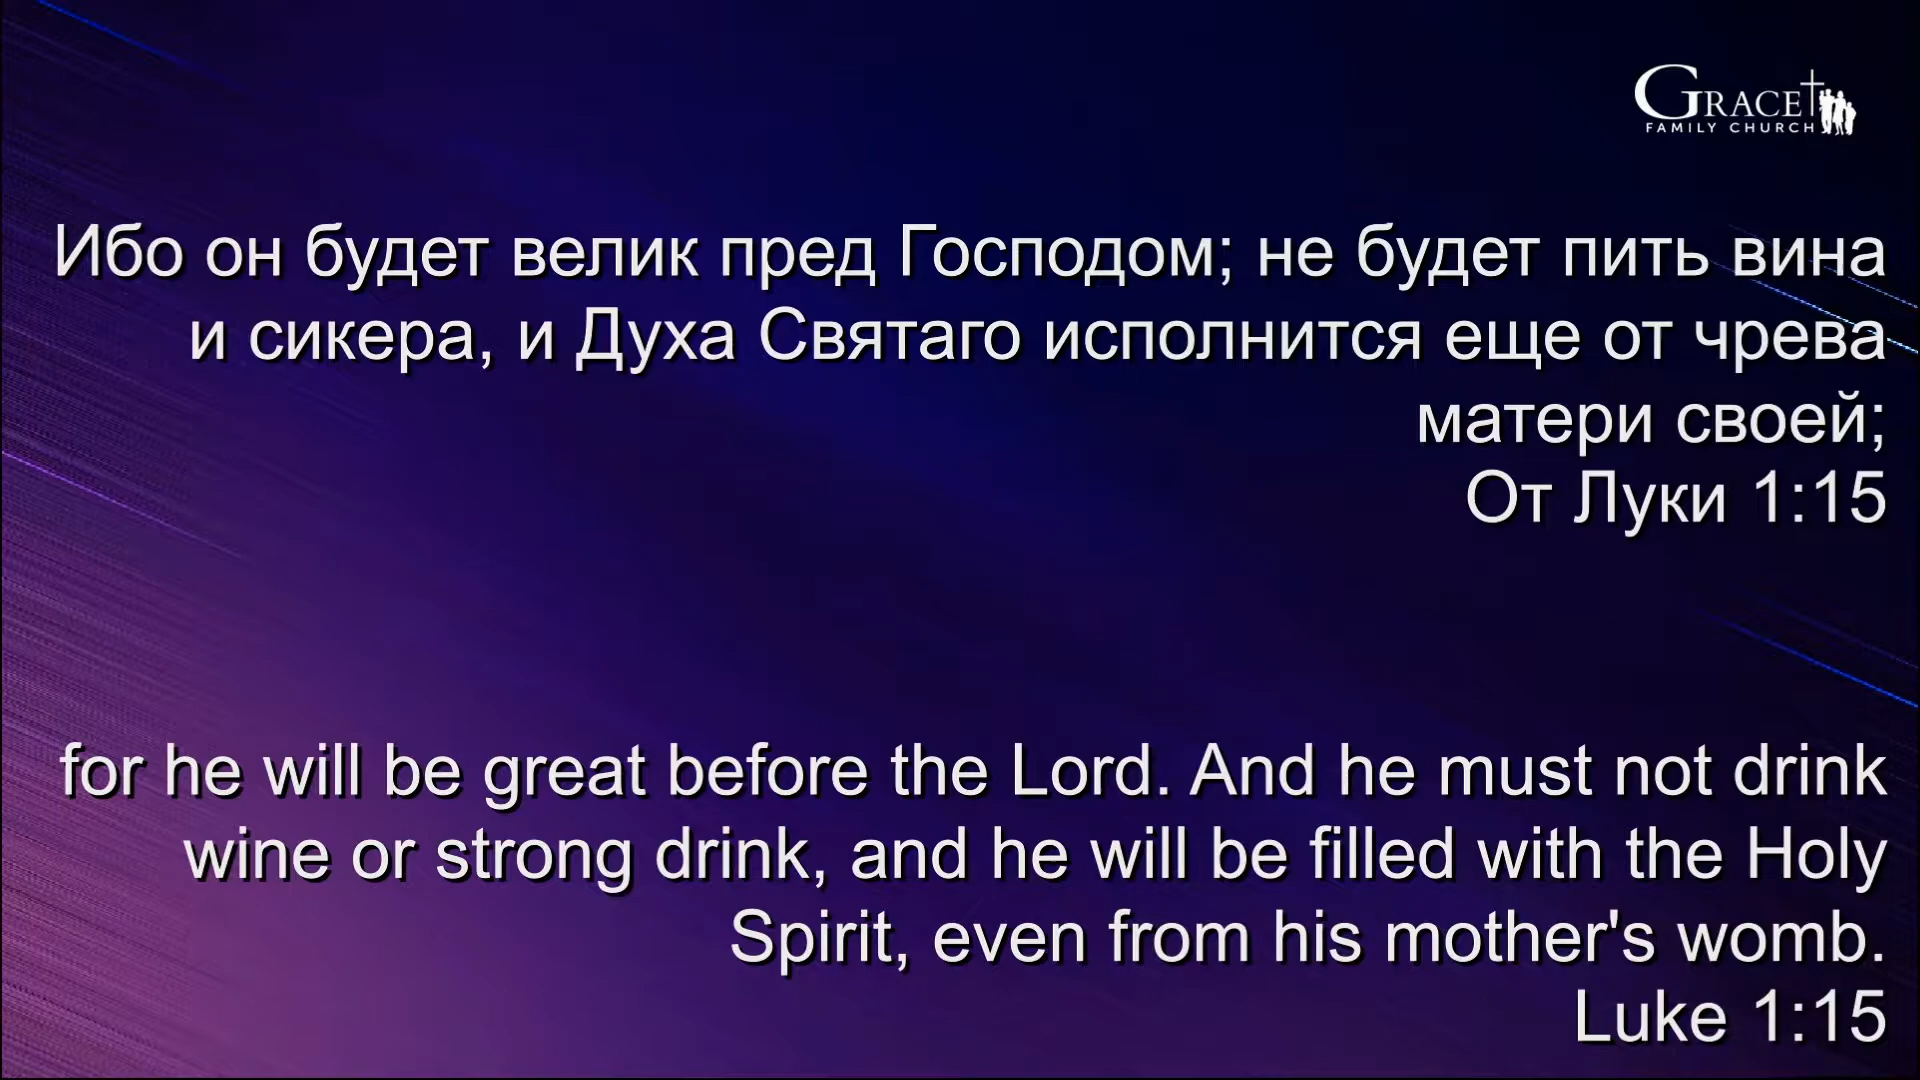 GRACE
FAMILY CHURCH
Ибо он будет велик пред Господом; не будет пить вина
и сикера, и Духа Святаго исполнится еще от чрева
матери своей;
От Луки 1:15
for he will be great before the Lord. And he must not drink
wine or strong drink, and he will be filled with the Holy
Spirit, even from his mother's womb.
Luke 1:15